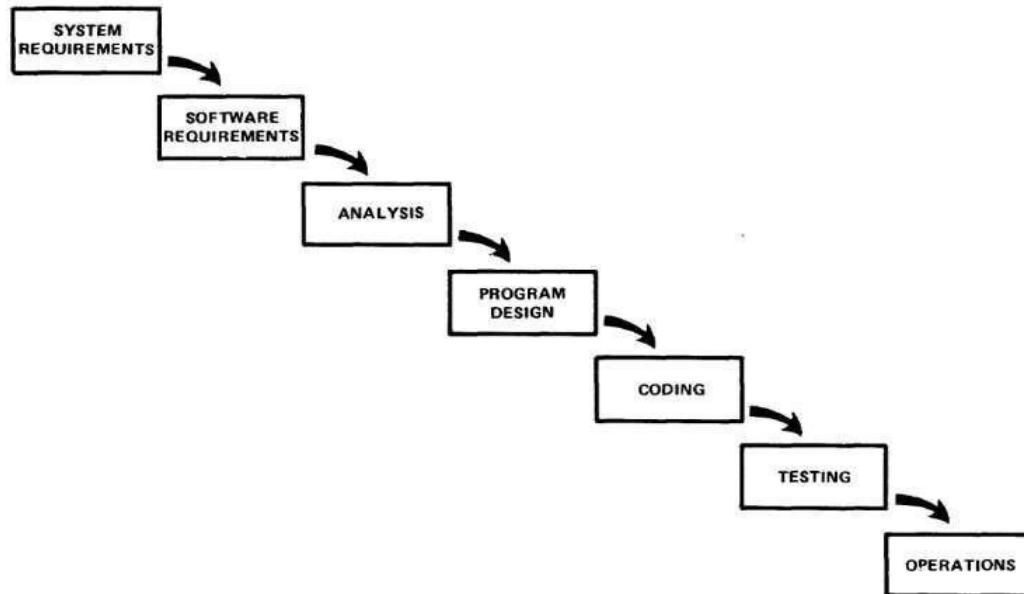 SYSTEM
REQUIREMENTS
SOFTWARE
REQUIREMENTS
ANALYSIS
PROGRAM
DESIGN
CODING
TESTING
OPERATIONS